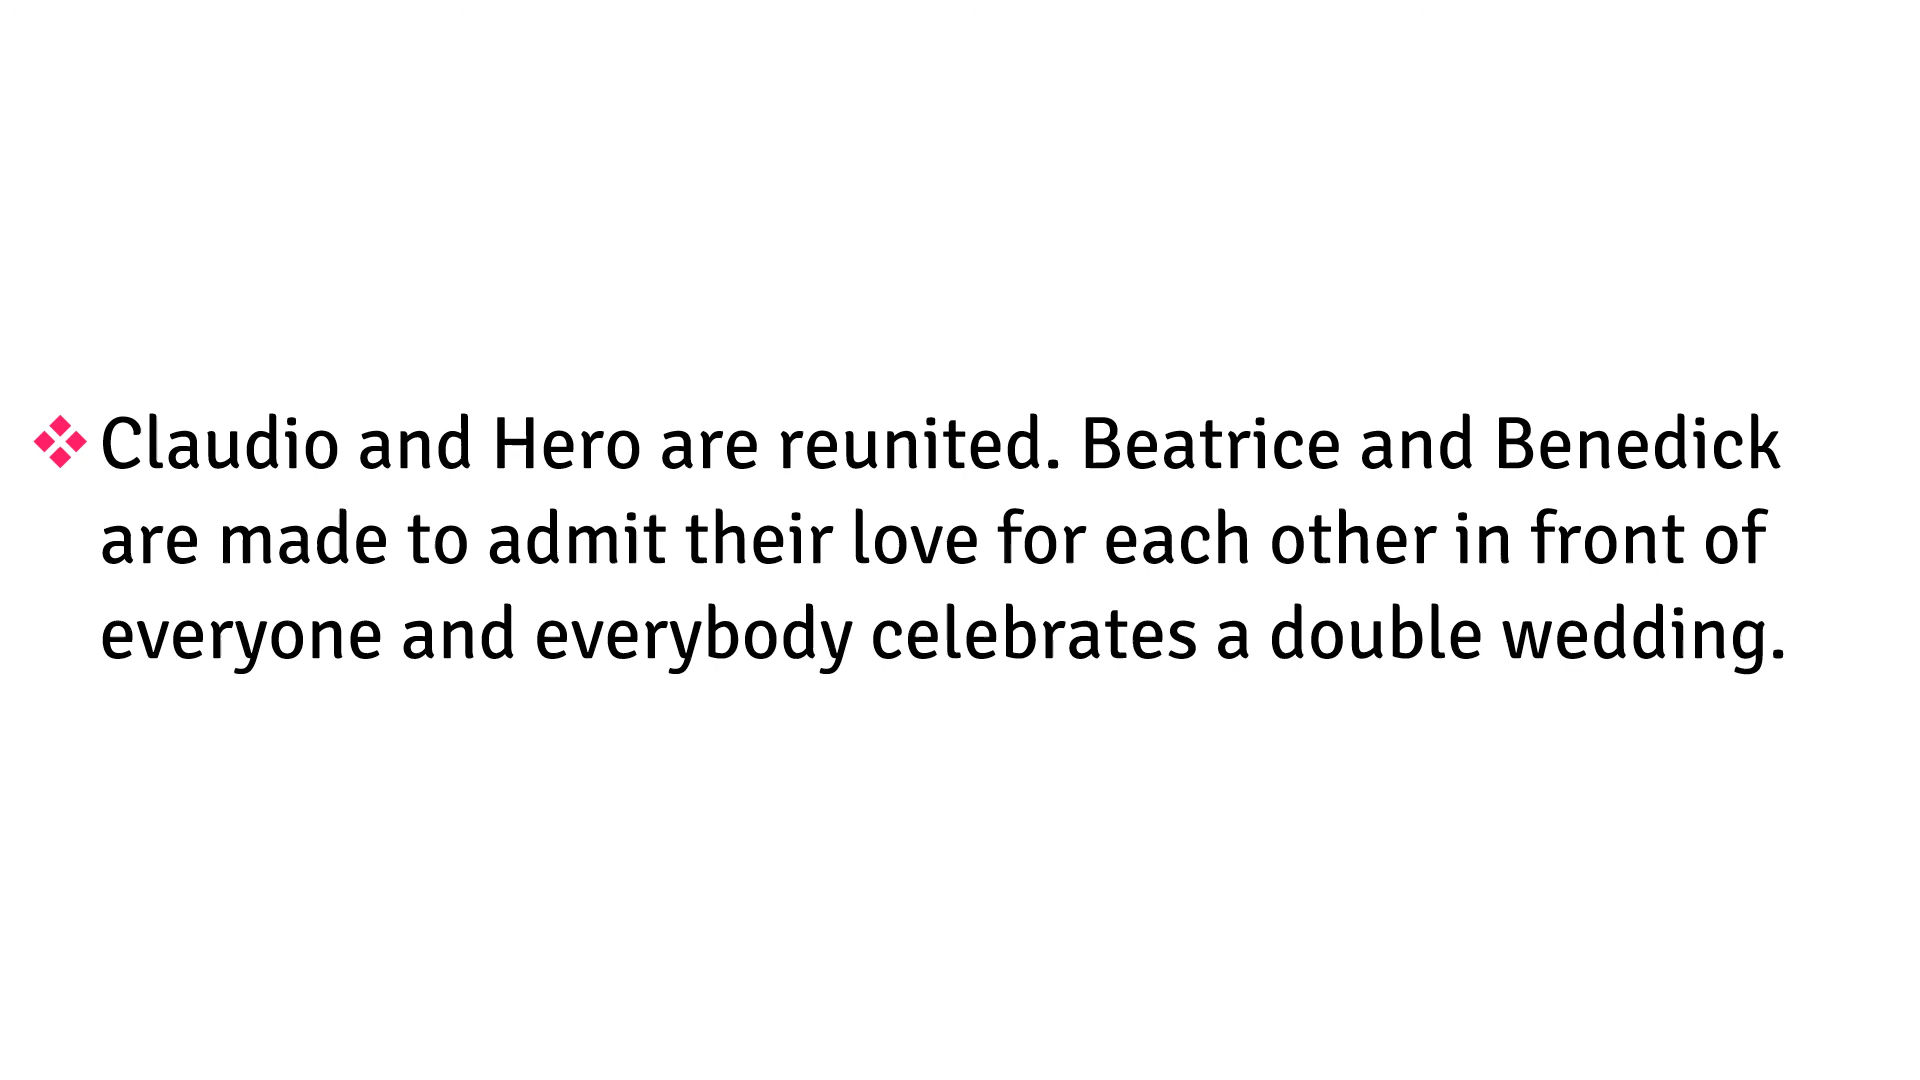 ❖ Claudio and Hero are reunited. Beatrice and Benedick
are made to admit their love for each other in front of
everyone and everybody celebrates a double wedding.